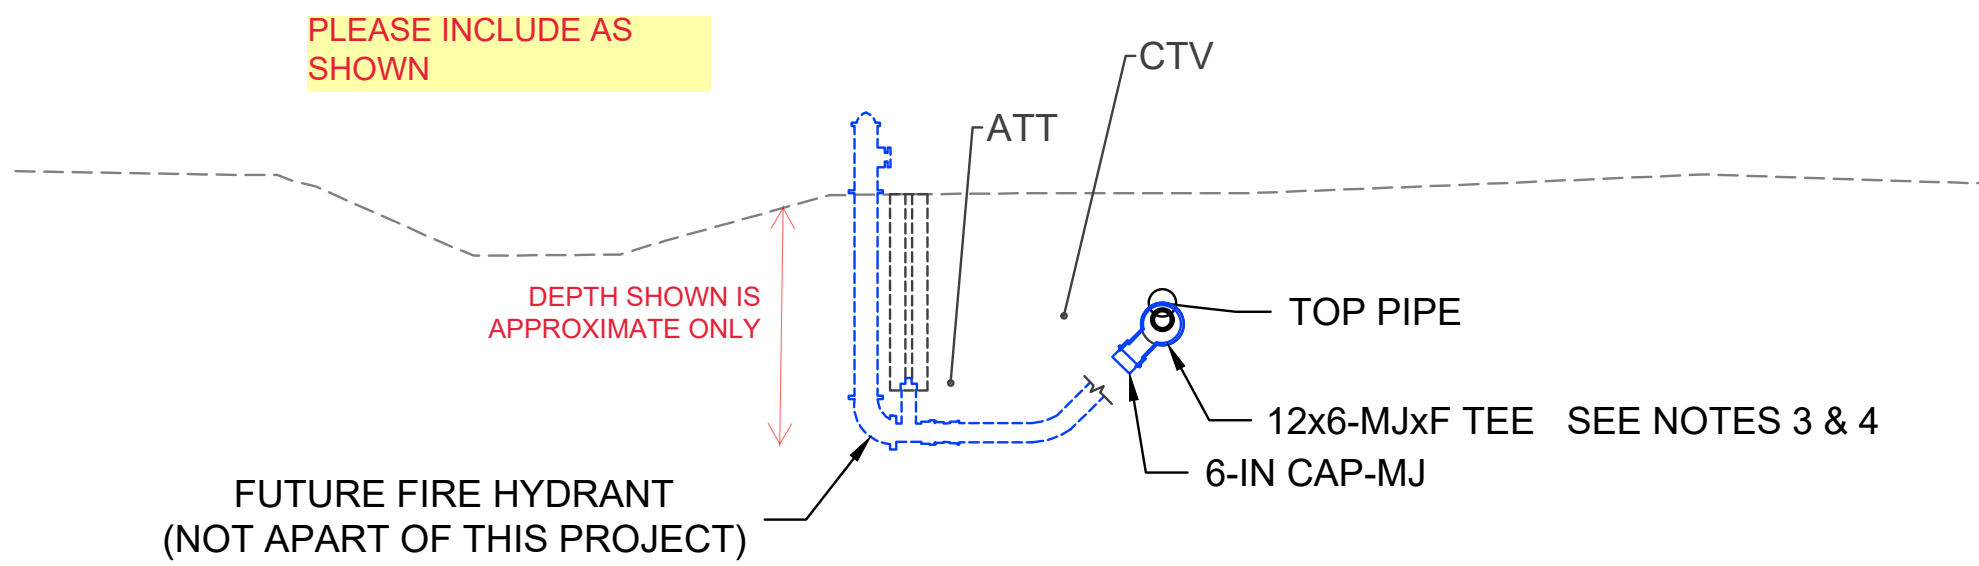 PLEASE INCLUDE AS
SHOWN
CTV
ATT
DEPTH SHOWN IS
APPROXIMATE ONLY
TOP PIPE
12x6-MJxF TEE SEE NOTES 3 & 4
6-IN CAP-MJ
FUTURE FIRE HYDRANT
(NOT APART OF THIS PROJECT)